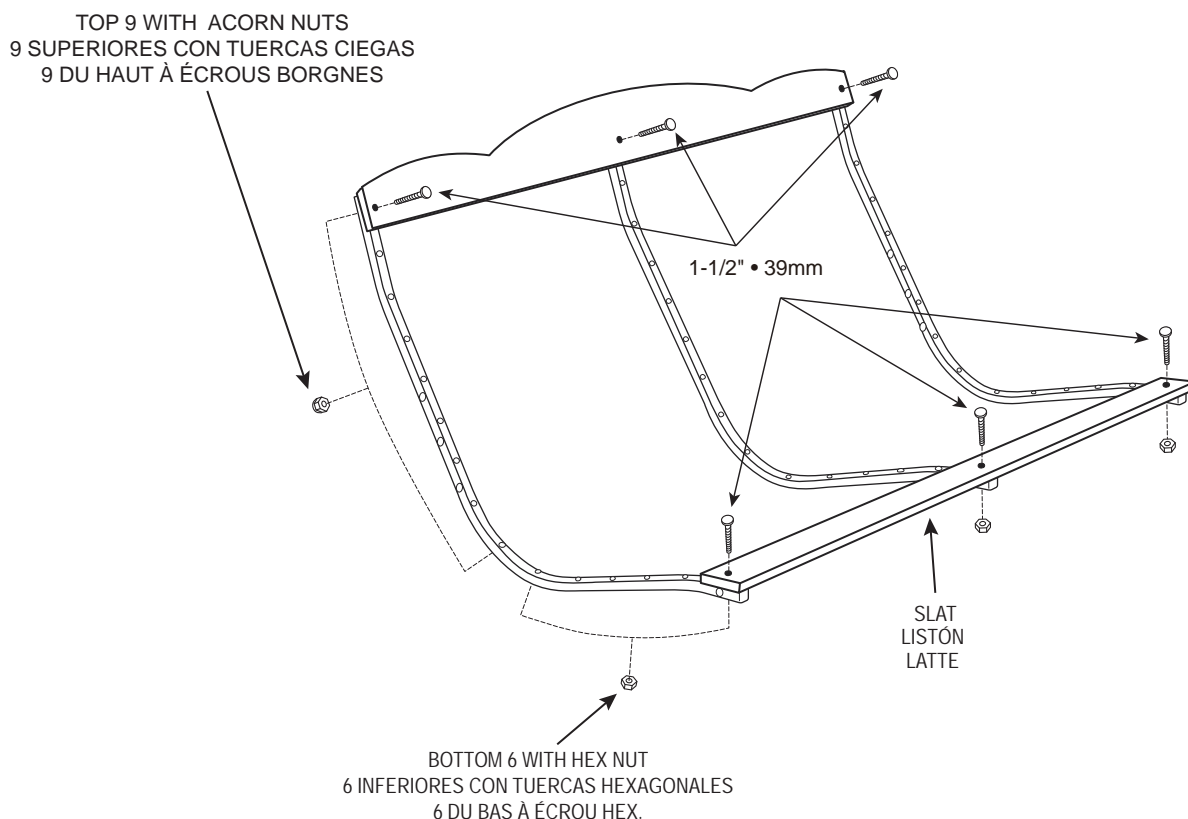 TOP 9 WITH ACORN NUTS
9 SUPERIORES CON TUERCAS CIEGAS
9 DU HAUT À ÉCROUS BORGNES
1-1/2" • 39mm
SLAT
LISTÓN
LATTE
BOTTOM 6 WITH HEX NUT
6 INFERIORES CON TUERCAS HEXAGONALES
6 DU BAS À ÉCROU HEX.